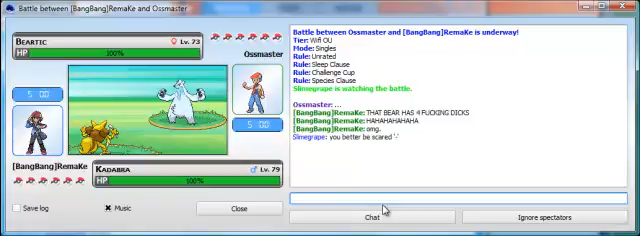 Battle between [BangBang]RemaKe and Ossmaster
BEARTIC Lv. 73
HP 100%
Ossmaster
5 : 00
5 : 00
[BangBang]RemaKe
KADABRA Lv. 79
HP 100%
Save log
Music
Close
Battle between Ossmaster and [BangBang]RemaKe is underway!
Tier: Wifi OU
Mode: Singles
Rule: Unrated
Rule: Sleep Clause
Rule: Challenge Cup
Rule: Species Clause
Slimegrape is watching the battle.
Ossmaster: ...
[BangBang]RemaKe: THAT BEAR HAS 4 FUCKING DICKS
[BangBang]RemaKe: HAHAHAHAHAHA
[BangBang]RemaKe: omg.
Slimegrape: you better be scared '-'
Chat
Ignore spectators